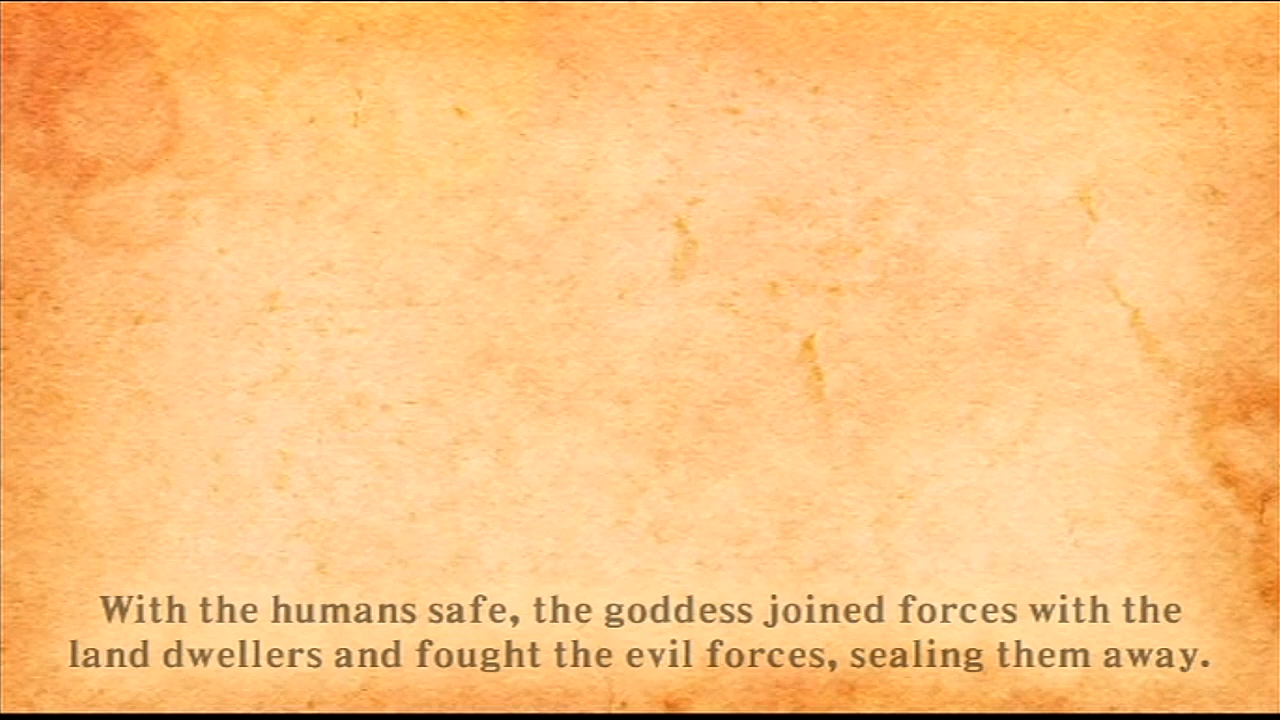 With the humans safe, the goddess joined forces with the
land dwellers and fought the evil forces, sealing them away.